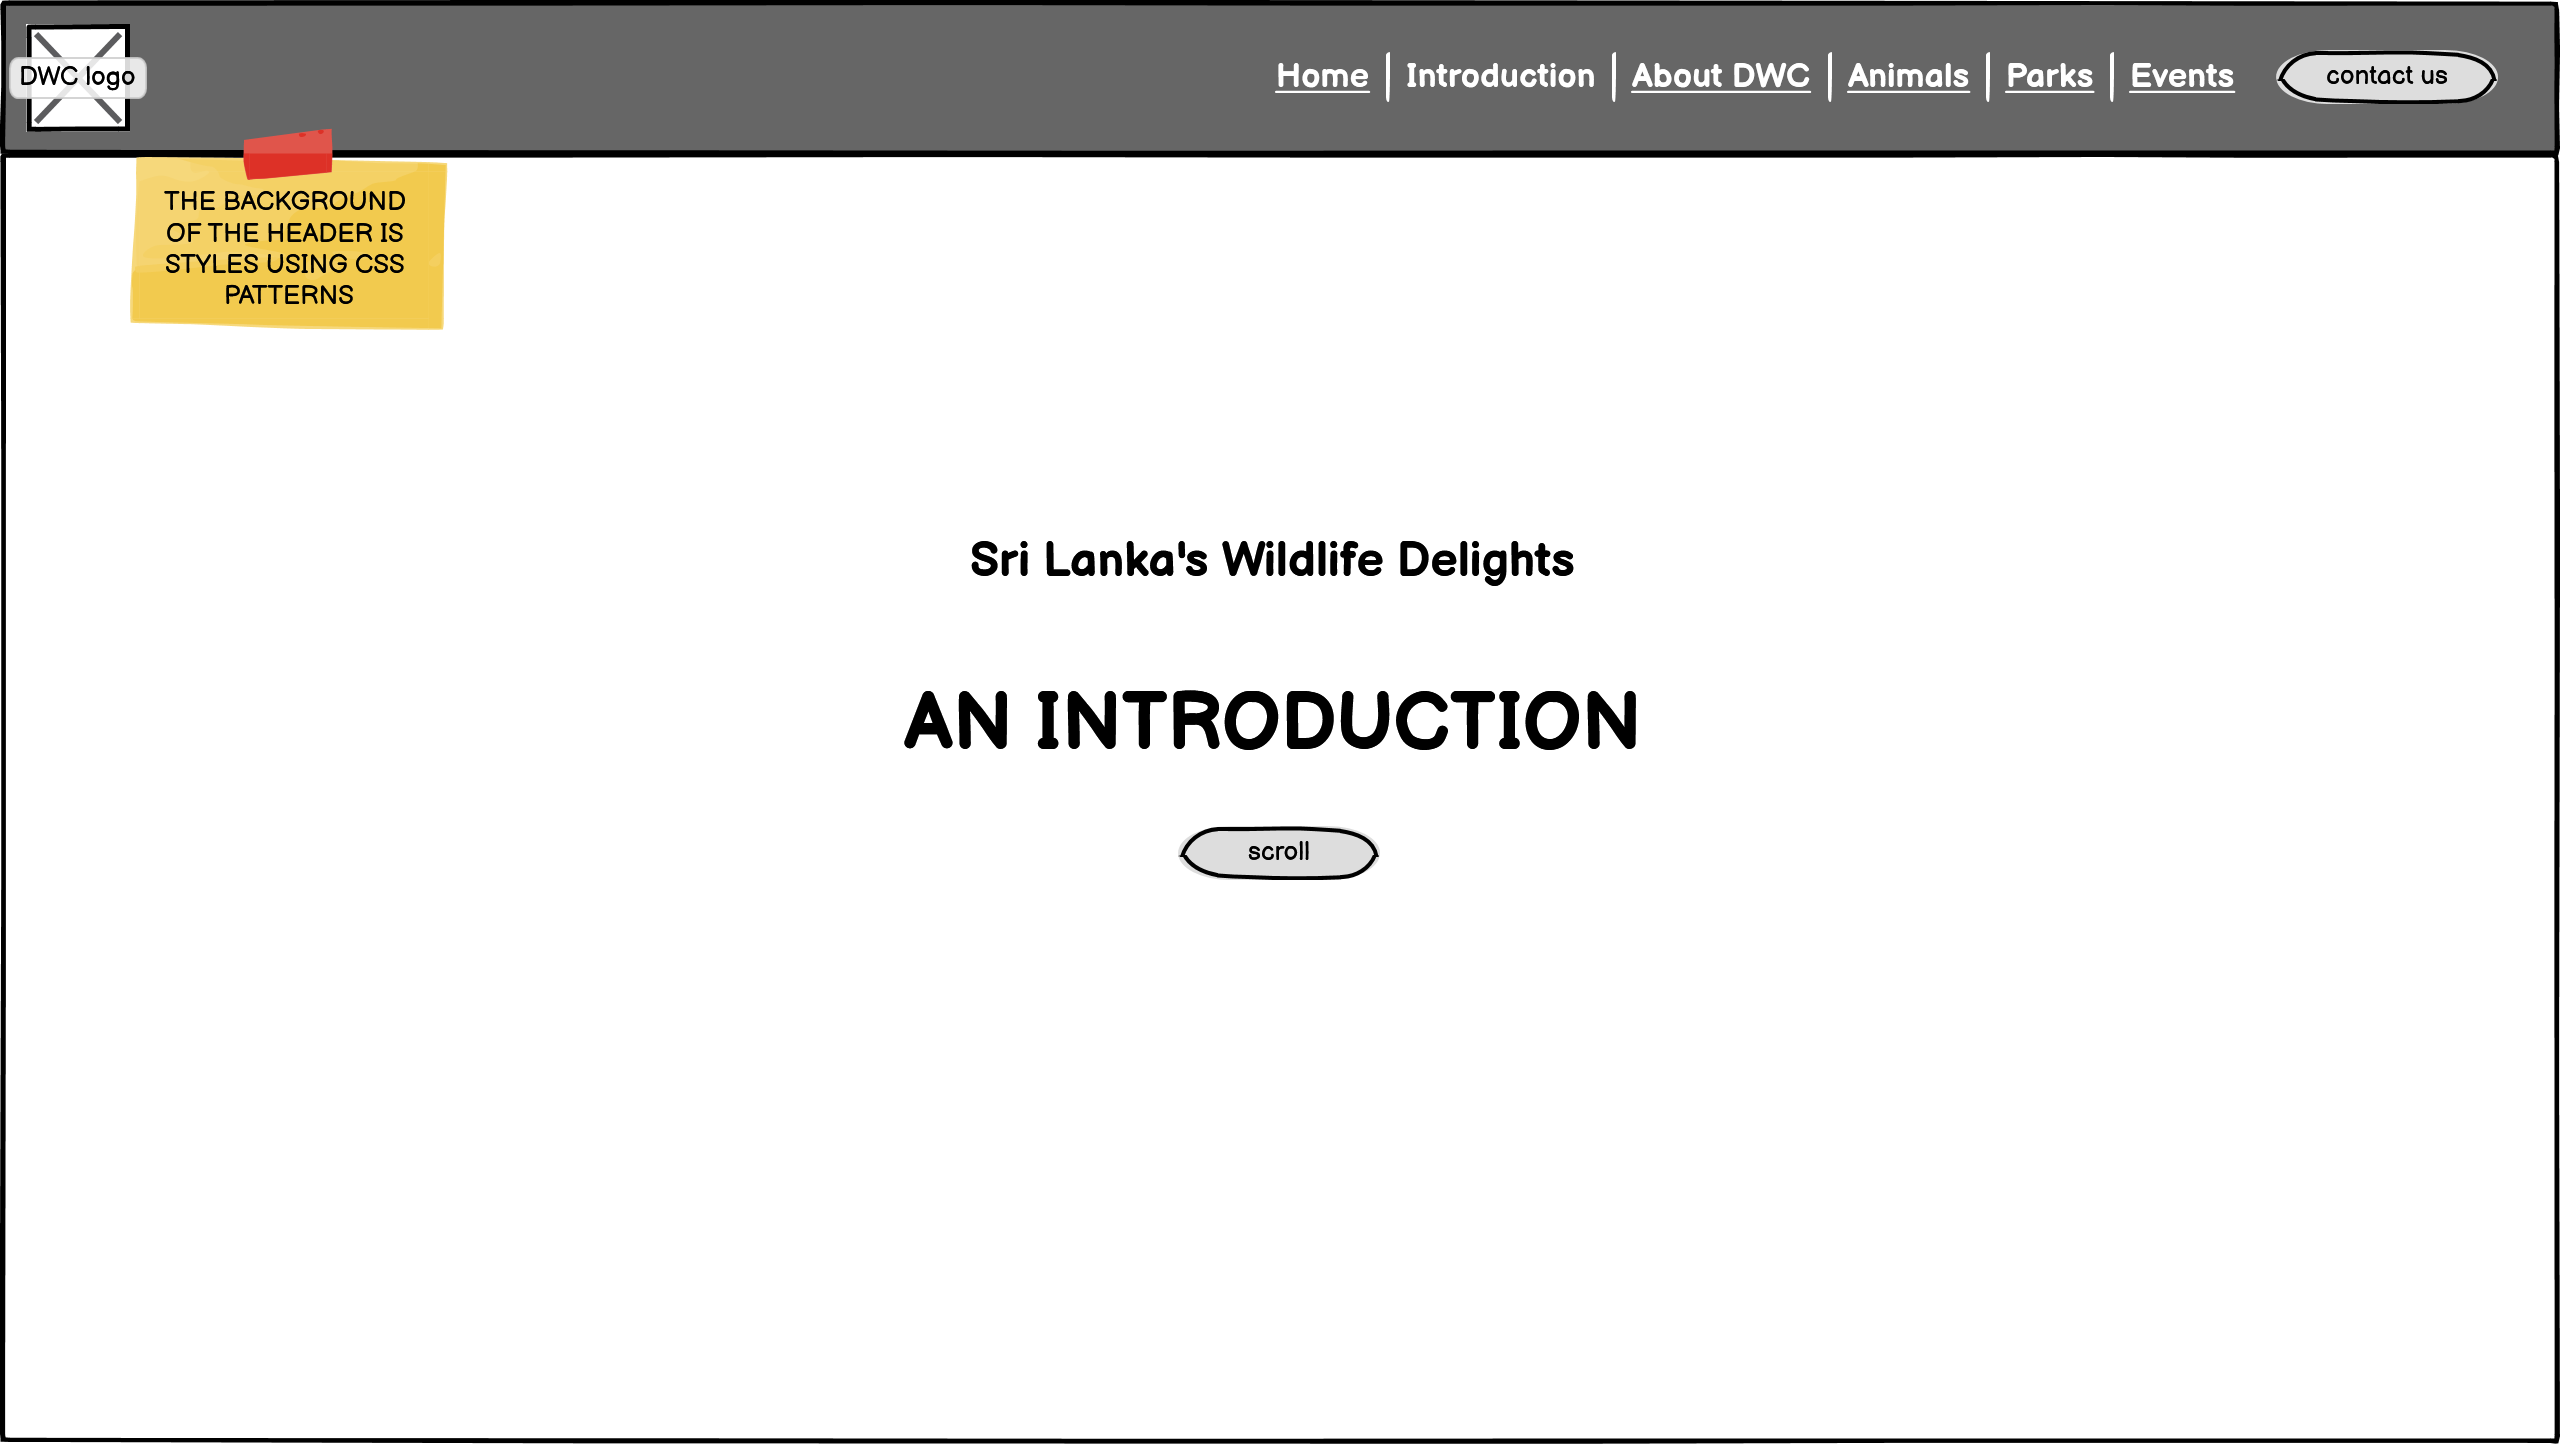 DWC logo
Home Introduction About DWC Animals Parks Events contact us
THE BACKGROUND
OF THE HEADER IS
STYLES USING CSS
PATTERNS
Sri Lanka's Wildlife Delights
AN INTRODUCTION
scroll